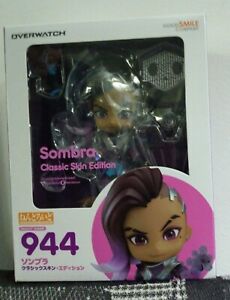 OVERWATCH
GOOD SMILE
COMPANY
Sombra
Classic Skin Edition
ねんどろいど
944
ソンブラ
クラシックスキン・エディション